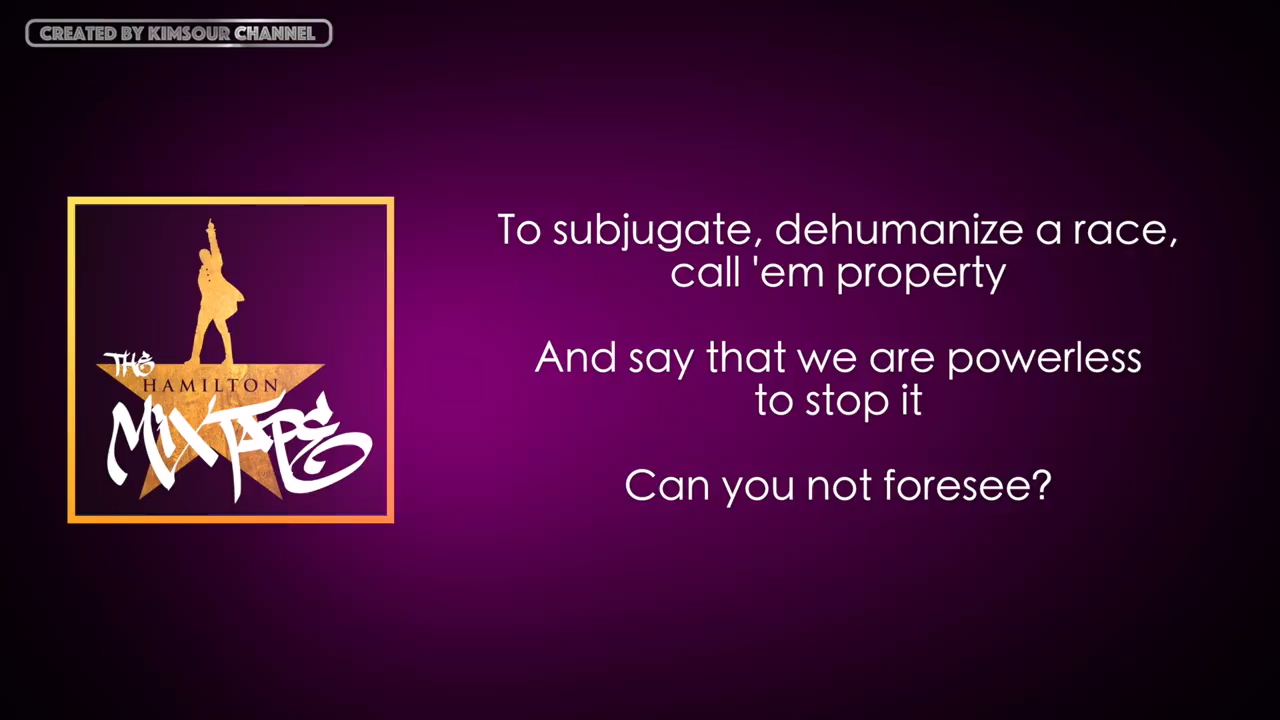 CREATED BY KIMSOUR CHANNEL
THE
HAMILTON
MIXTAPE
To subjugate, dehumanize a race,
call 'em property
And say that we are powerless
to stop it
Can you not foresee?